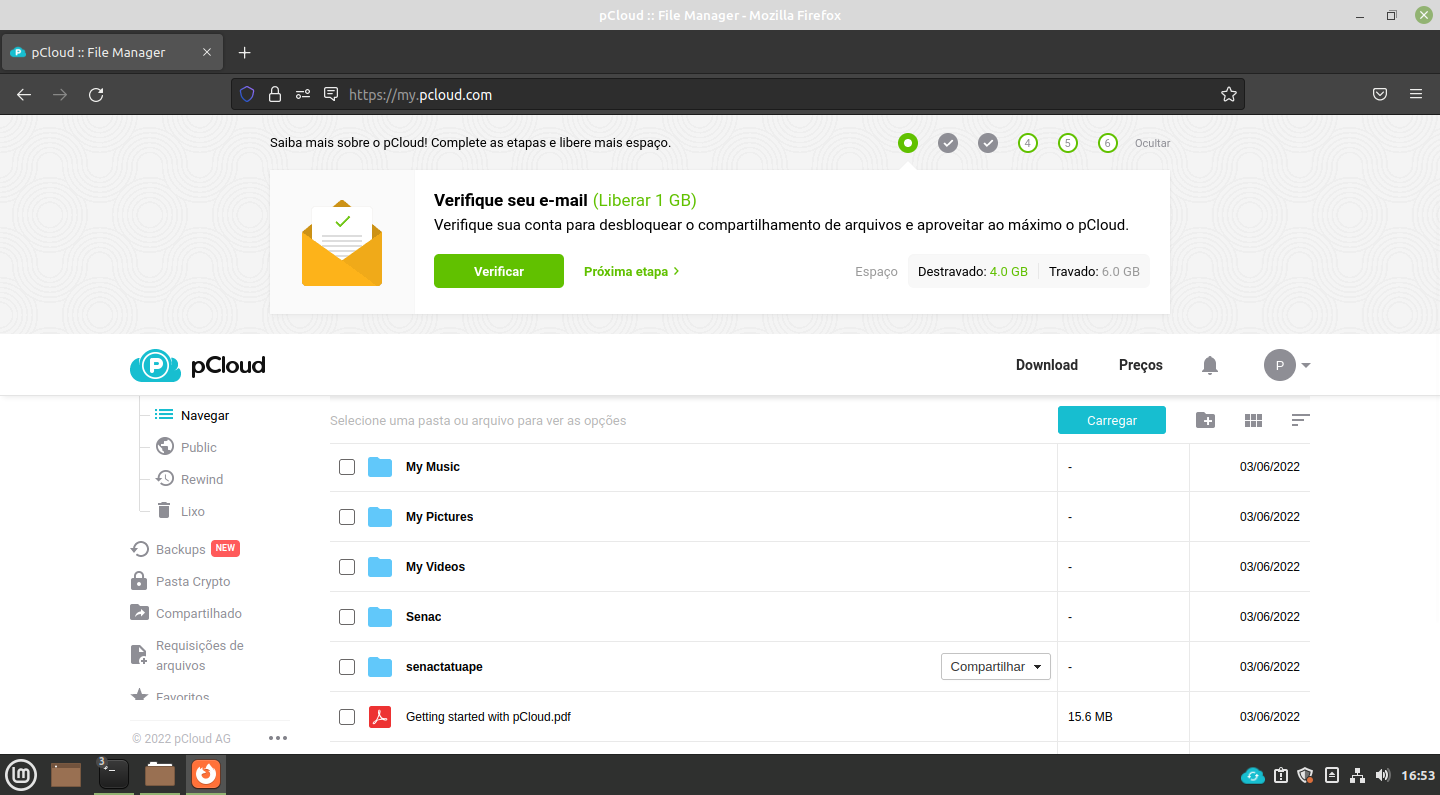 pCloud :: File Manager - Mozilla Firefox
pCloud :: File Manager
https://my.pcloud.com
Saiba mais sobre o pCloud! Complete as etapas e libere mais espaço.
4 5 6 Ocultar
Verifique seu e-mail (Liberar 1 GB)
Verifique sua conta para desbloquear o compartilhamento de arquivos e aproveitar ao máximo o pCloud.
Verificar Próxima etapa Espaço Destravado: 4.0 GB Travado: 6.0 GB
P pCloud Download Preços P
Navegar
Public
Rewind
Lixo
Backups NEW
Pasta Crypto
Compartilhado
Requisições de
arquivos
Favoritos
© 2022 pCloud AG
Selecione uma pasta ou arquivo para ver as opções Carregar
My Music - 03/06/2022
My Pictures - 03/06/2022
My Videos - 03/06/2022
Senac - 03/06/2022
senactatuape Compartilhar - 03/06/2022
Getting started with pCloud.pdf 15.6 MB 03/06/2022
3
16:53